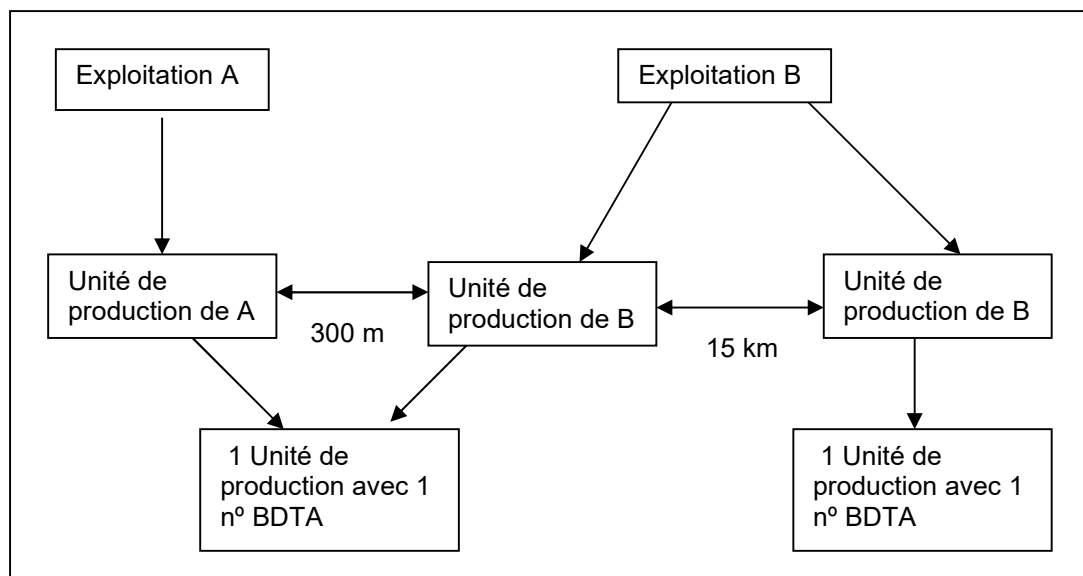 Exploitation A
Exploitation B
Unité de
production de A
300 m
Unité de
production de B
15 km
Unité de
production de B
1 Unité de
production avec 1
nº BDTA
1 Unité de
production avec 1
nº BDTA